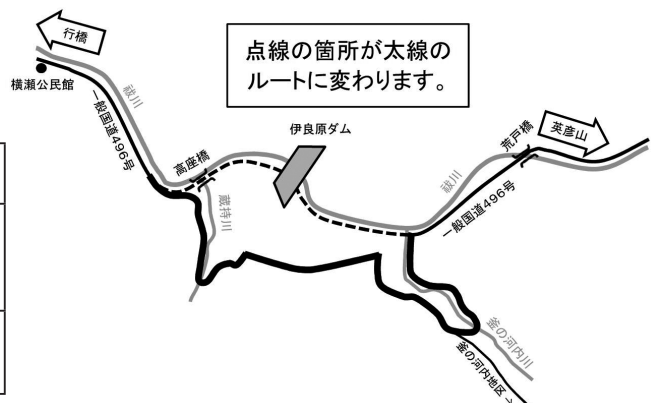 行橋
点線の箇所が太線の
ルートに変わります。
横瀬公民館
祓川
一般国道496号
高座橋
伊良原ダム
荒戸橋
英彦山
蔵持川
祓川
一般国道496号
釜の河内川
釜の河内地区